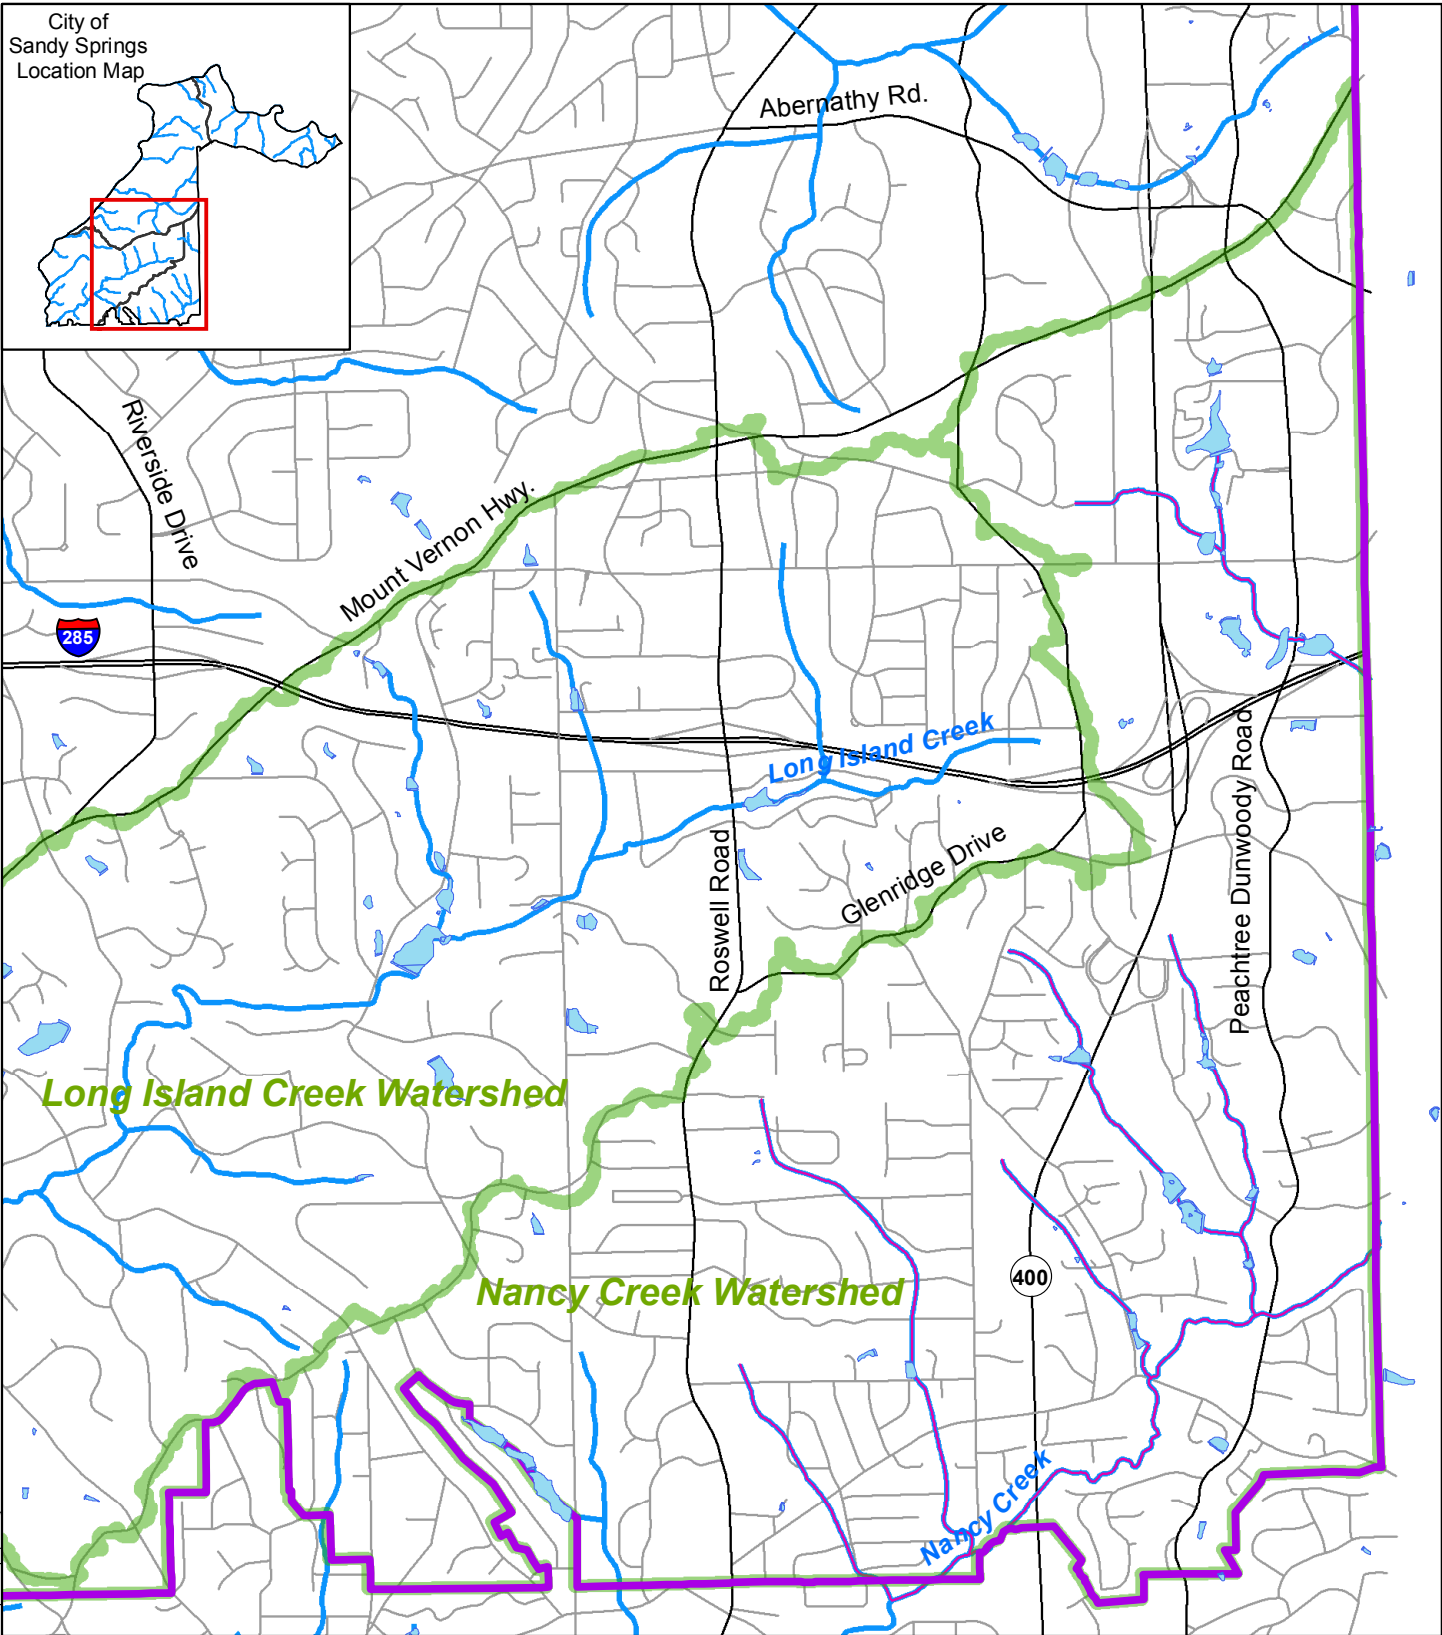 City of
Sandy Springs
Location Map
Abernathy Rd.
Riverside Drive
Mount Vernon Hwy.
285
Long Island Creek
Peachtree Dunwoody Road
Roswell Road
Glenridge Drive
Long Island Creek Watershed
Nancy Creek Watershed
400
Nancy Creek